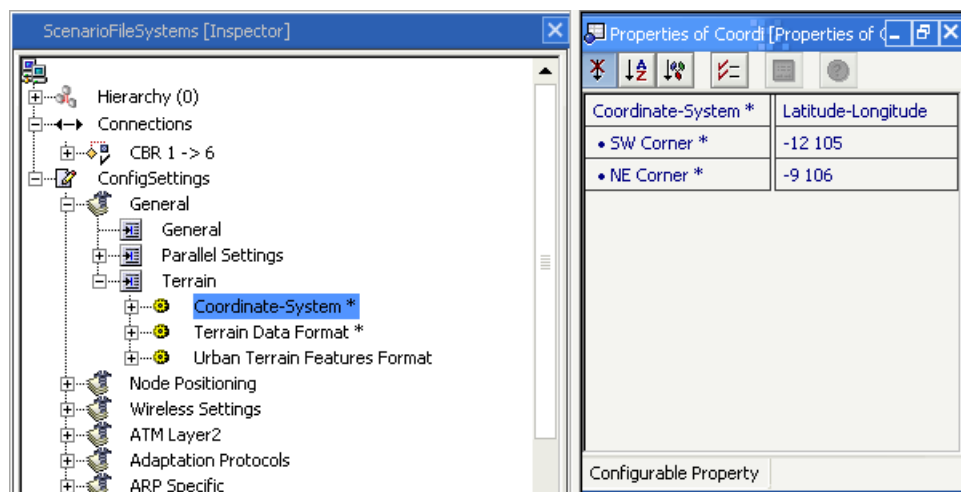 ScenarioFileSystems [Inspector]
Hierarchy (0)
Connections
CBR 1 -> 6
ConfigSettings
General
General
Parallel Settings
Terrain
Coordinate-System *
Terrain Data Format *
Urban Terrain Features Format
Node Positioning
Wireless Settings
ATM Layer2
Adaptation Protocols
ARP Specific
Properties of Coordi [Properties of C
Coordinate-System * Latitude-Longitude
• SW Corner * -12 105
• NE Corner * -9 106
Configurable Property